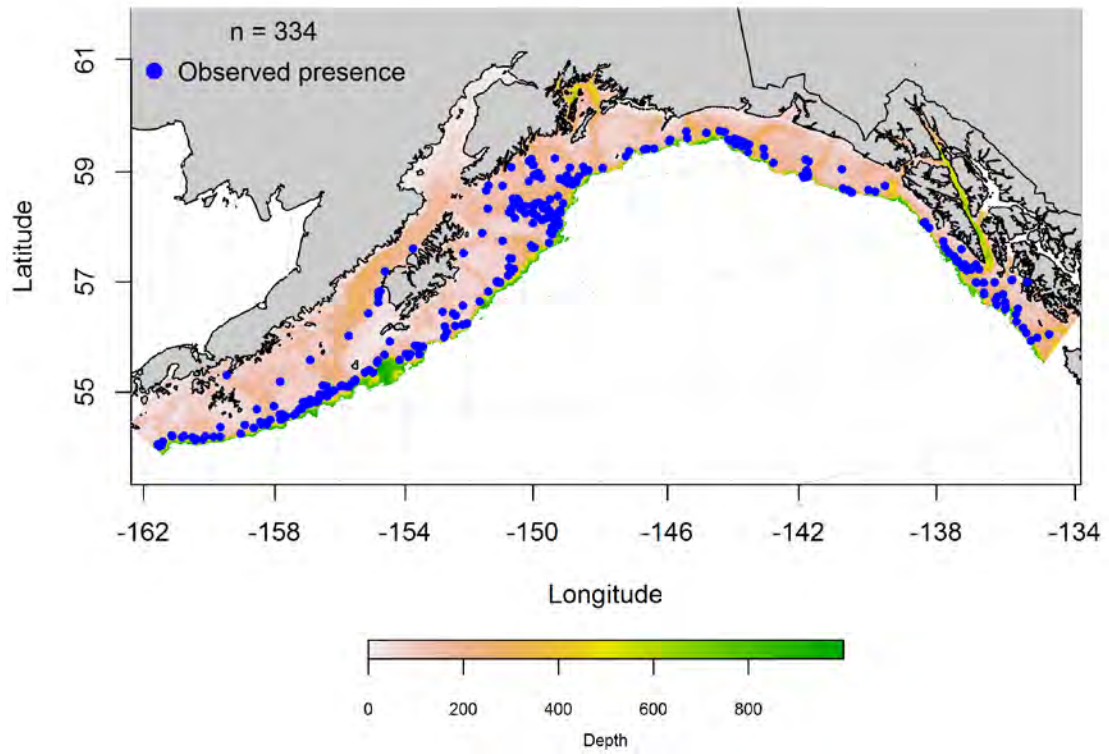 n = 334
Observed presence
61
59
57
55
Latitude
-162 -158 -154 -150 -146 -142 -138 -134
Longitude
0 200 400 600 800
Depth